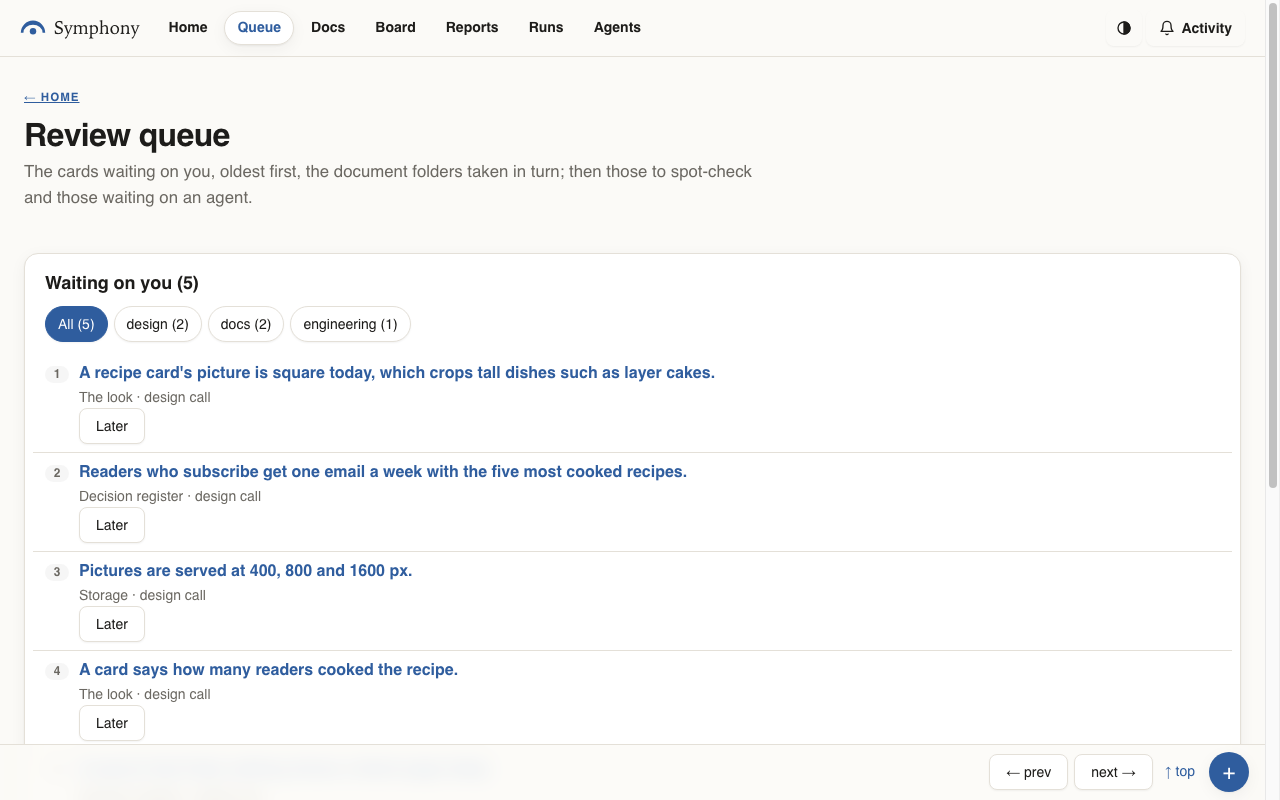 Symphony
Home
Queue
Docs
Board
Reports
Runs
Agents
Activity
← HOME
Review queue
The cards waiting on you, oldest first, the document folders taken in turn; then those to spot-check
and those waiting on an agent.
Waiting on you (5)
All (5)
design (2)
docs (2)
engineering (1)
1
A recipe card's picture is square today, which crops tall dishes such as layer cakes.
The look · design call
Later
2
Readers who subscribe get one email a week with the five most cooked recipes.
Decision register · design call
Later
3
Pictures are served at 400, 800 and 1600 px.
Storage · design call
Later
4
A card says how many readers cooked the recipe.
The look · design call
Later
← prev
next →
↑ top
+